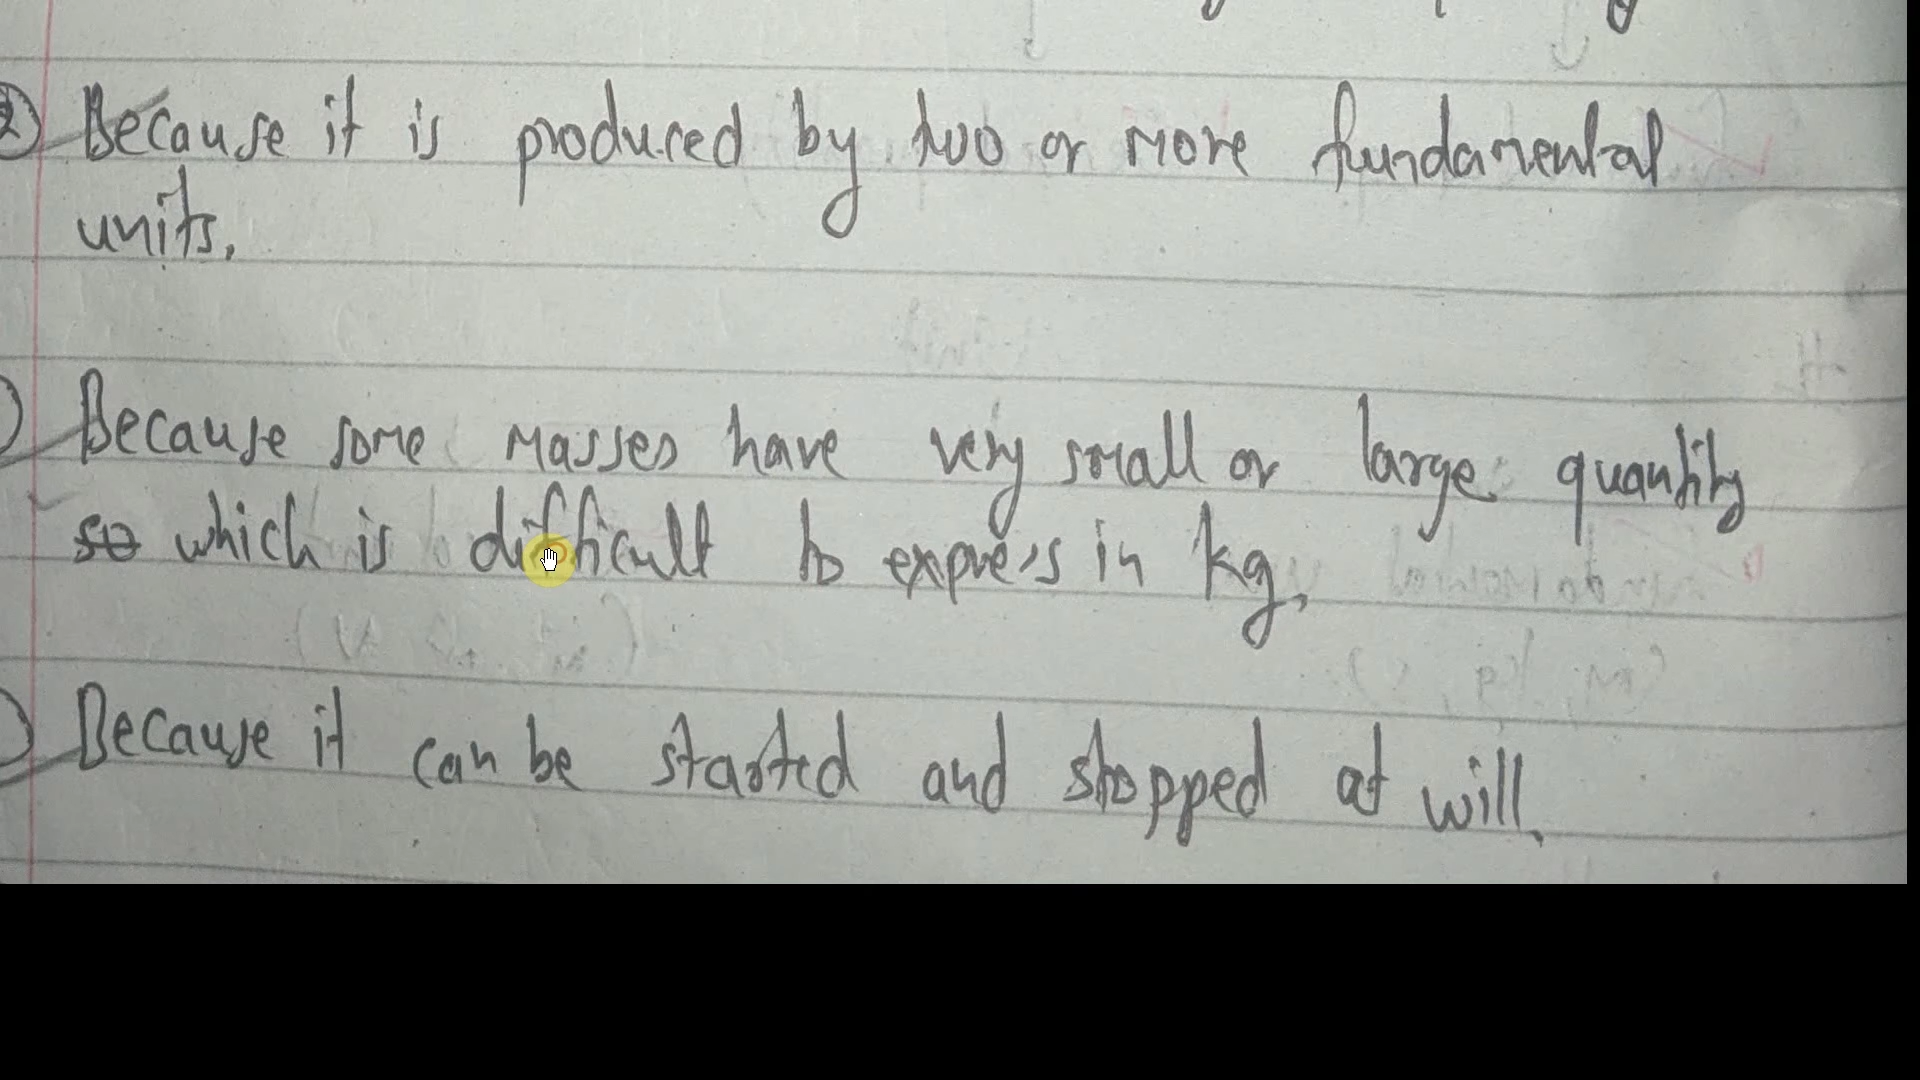 2) Because it is produced by two or more fundamental
units.
) Because some masses have very small or large quantity
so which is difficult to express in kg,
) Because it can be started and stopped at will.